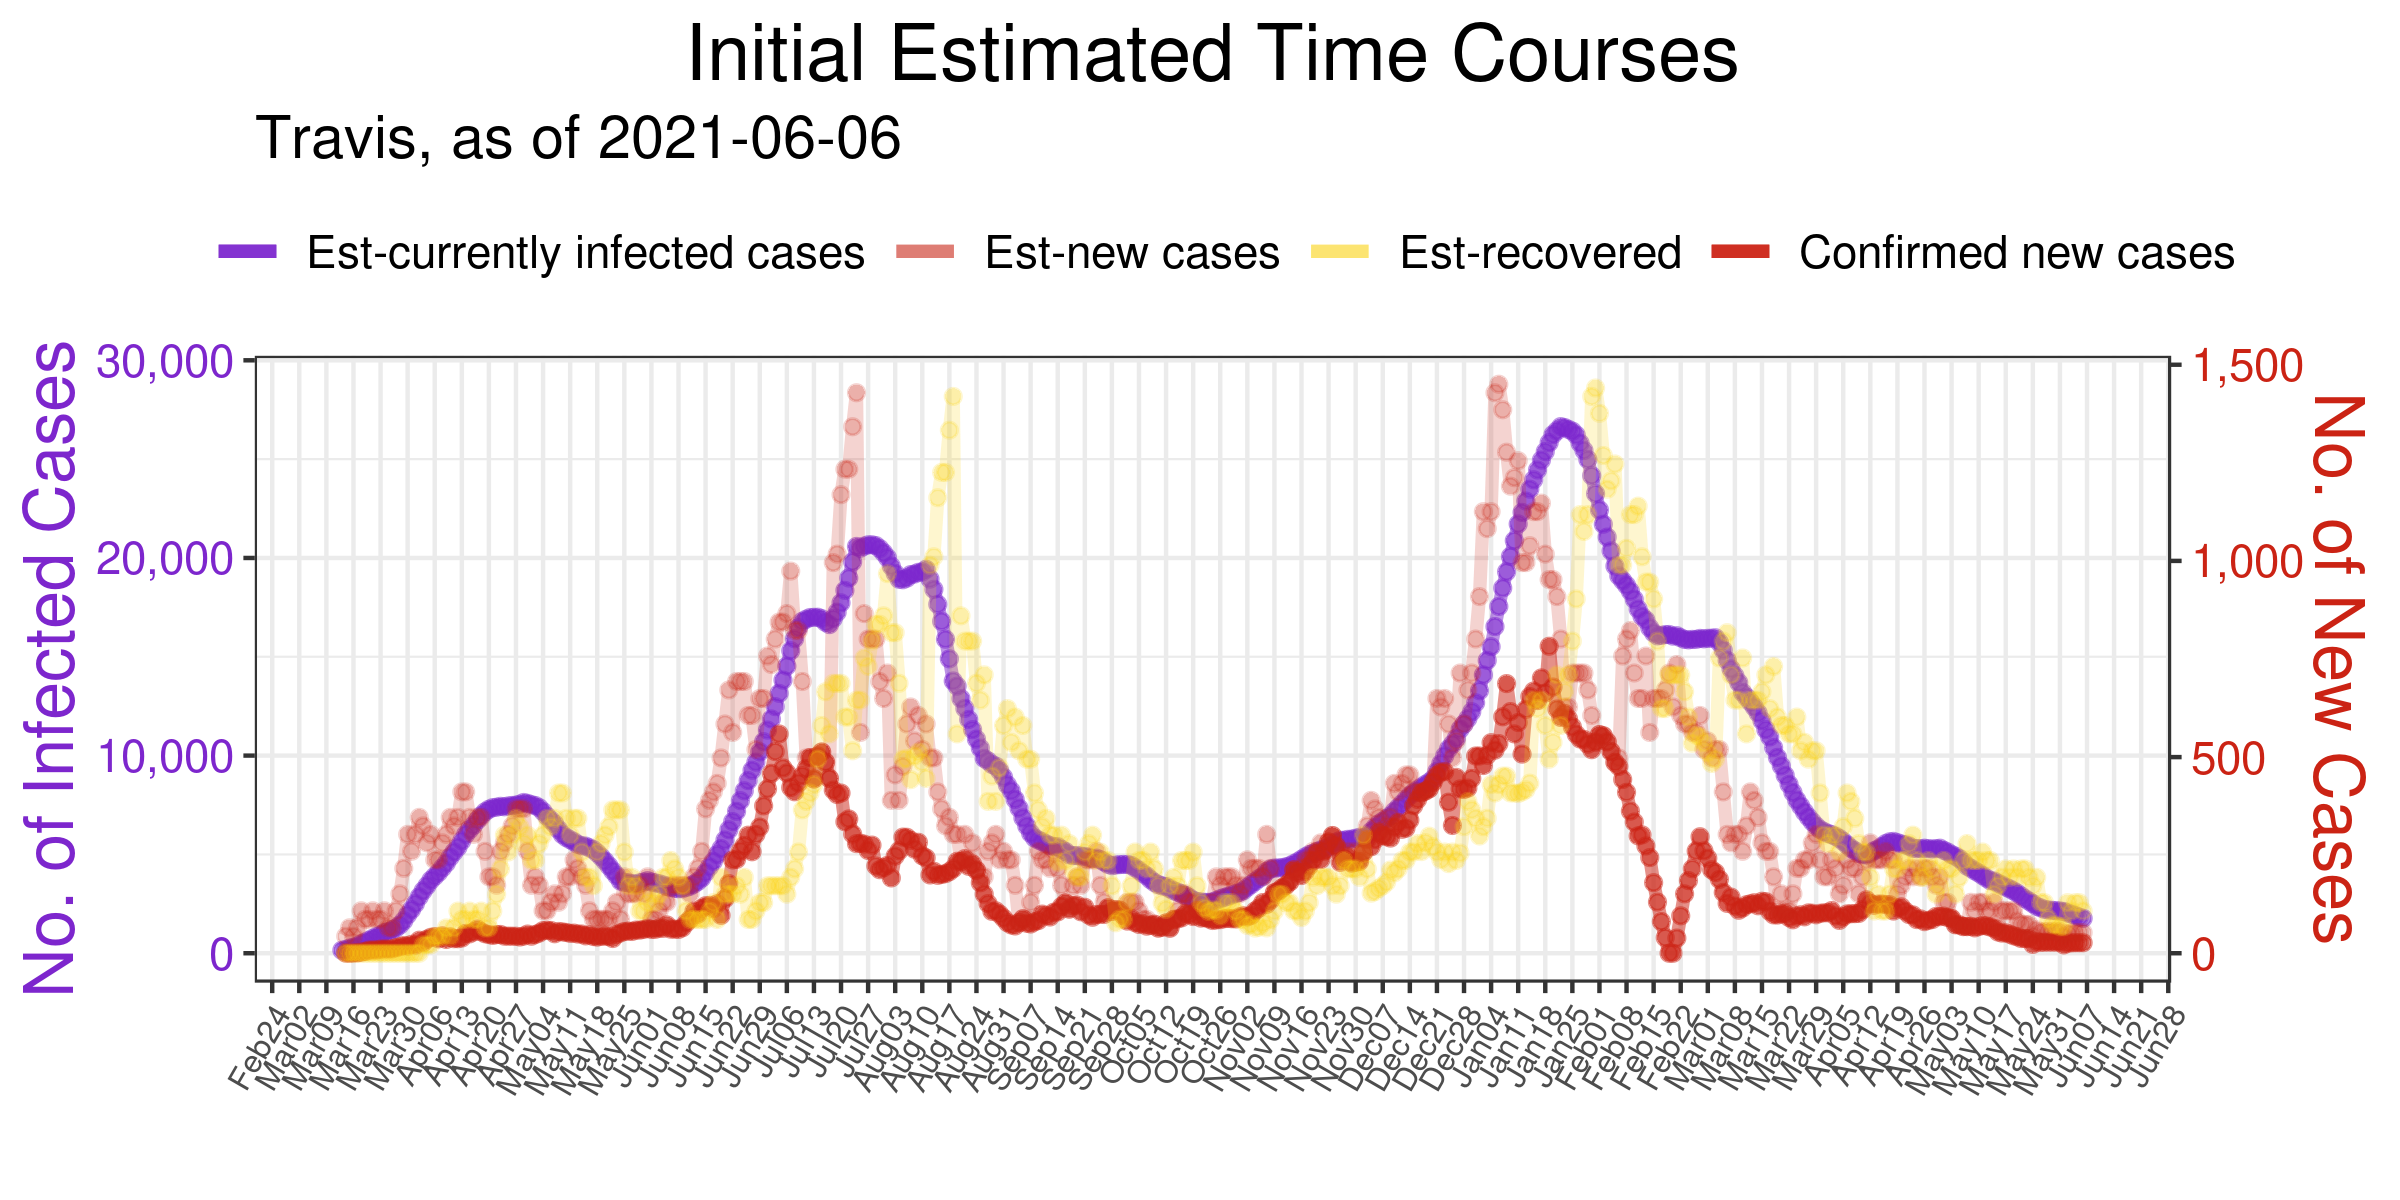 Initial Estimated Time Courses
Travis, as of 2021-06-06
Est-currently infected cases Est-new cases Est-recovered Confirmed new cases
No. of Infected Cases
30,000
20,000
10,000
0
1,500
1,000
500
0
No. of New Cases
Feb24 Mar02 Mar09 Mar16 Mar23 Mar30 Apr06 Apr13 Apr20 Apr27 May04 May11 May18 May25 Jun01 Jun08 Jun15 Jun22 Jun29 Jul06 Jul13 Jul20 Jul27 Aug03 Aug10 Aug17 Aug24 Aug31 Sep07 Sep14 Sep21 Sep28 Oct05 Oct12 Oct19 Oct26 Nov02 Nov09 Nov16 Nov23 Nov30 Dec07 Dec14 Dec21 Dec28 Jan04 Jan11 Jan18 Jan25 Feb01 Feb08 Feb15 Feb22 Mar01 Mar08 Mar15 Mar22 Mar29 Apr05 Apr12 Apr19 Apr26 May03 May10 May17 May24 May31 Jun07 Jun14 Jun21 Jun28